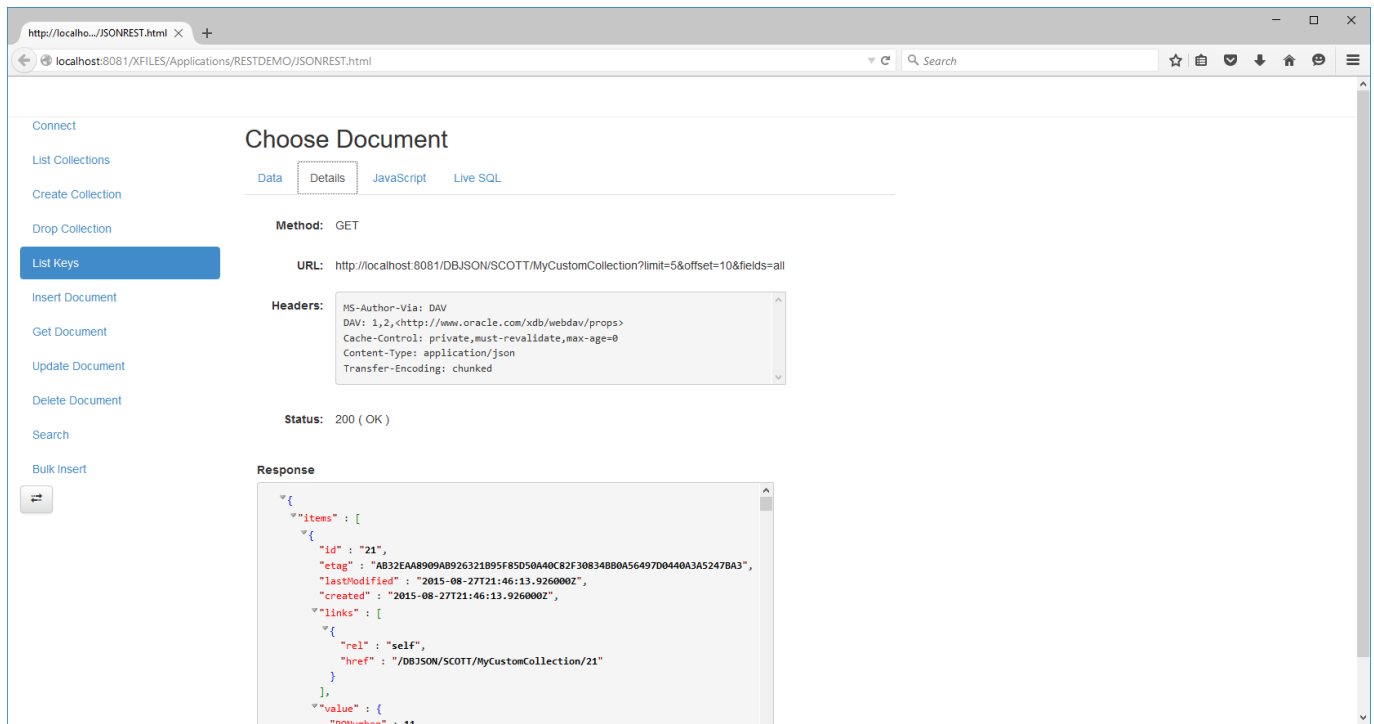 http://localho.../JSONREST.html
localhost:8081/XFILES/Applications/RESTDEMO/JSONREST.html
Search
Connect
List Collections
Create Collection
Drop Collection
List Keys
Insert Document
Get Document
Update Document
Delete Document
Search
Bulk Insert
Choose Document
Data Details JavaScript Live SQL
Method: GET
URL: http://localhost:8081/DBJSON/SCOTT/MyCustomCollection?limit=5&offset=10&fields=all
Headers:
MS-Author-Via: DAV
DAV: 1,2,<http://www.oracle.com/xdb/webdav/props>
Cache-Control: private,must-revalidate,max-age=0
Content-Type: application/json
Transfer-Encoding: chunked
Status: 200 ( OK )
Response
{
"items" : [
{
"id" : "21",
"etag" : "AB32EAA8909AB926321B95F85D50A40C82F30834BB0A56497D0440A3A5247BA3",
"lastModified" : "2015-08-27T21:46:13.926000Z",
"created" : "2015-08-27T21:46:13.926000Z",
"links" : [
{
"rel" : "self",
"href" : "/DBJSON/SCOTT/MyCustomCollection/21"
}
],
"value" : {
"PONumber" : 11